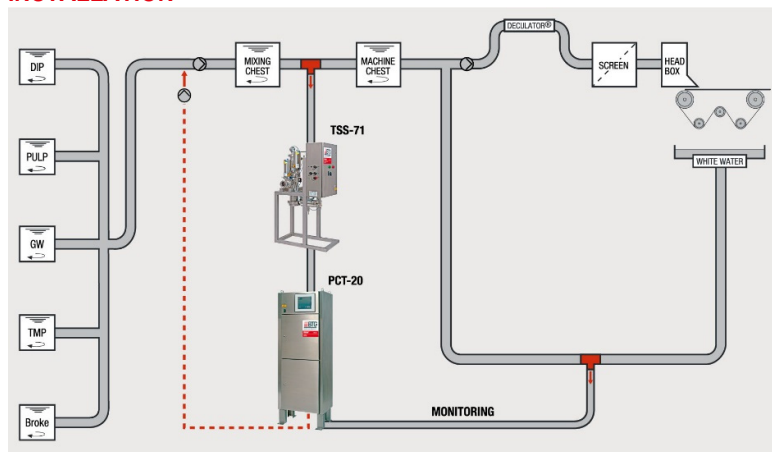 DIP
PULP
GW
TMP
Broke
MIXING
CHEST
MACHINE
CHEST
DECULATOR®
SCREEN
HEAD
BOX
WHITE WATER
TSS-71
PCT-20
MONITORING